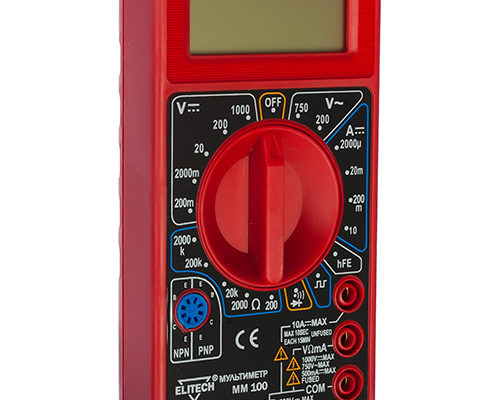 V⎓ 1000 OFF 750 V~
200 200
A⎓
20 2000µ
2000m 20m
200m 200m
2000k 10
200k hFE
20k 2000 Ω 200
E E
B B
C C
E E
NPN PNP
CE
10A⎓MAX
MAX 10SEC UNFUSED
EACH 15MIN
VΩmA
1000V⎓MAX
750V~MAX
500mA⎓MAX
FUSED
COM
ELITECH МУЛЬТИМЕТР
MM 100